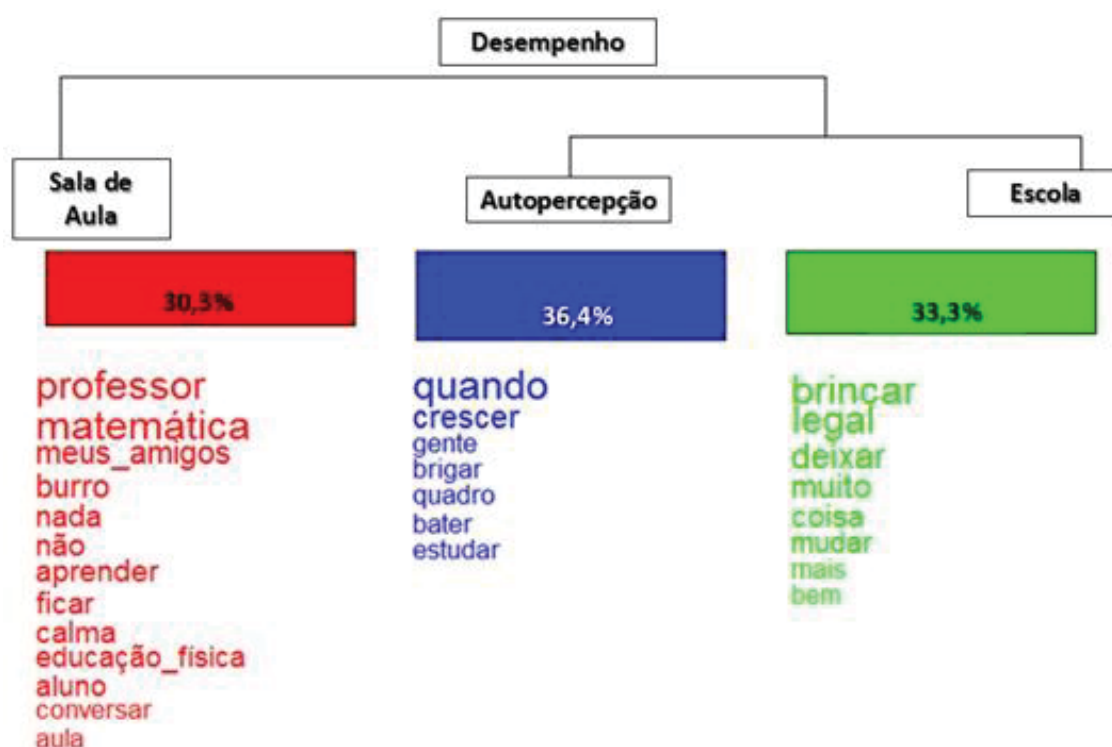 Desempenho
Sala de
Aula
Autopercepção
Escola
30,3%
36,4%
33,3%
professor
matemática
meus_amigos
burro
nada
não
aprender
ficar
calma
educação_física
aluno
conversar
aula
quando
crescer
gente
brigar
quadro
bater
estudar
brincar
legal
deixar
muito
coisa
mudar
mais
bem